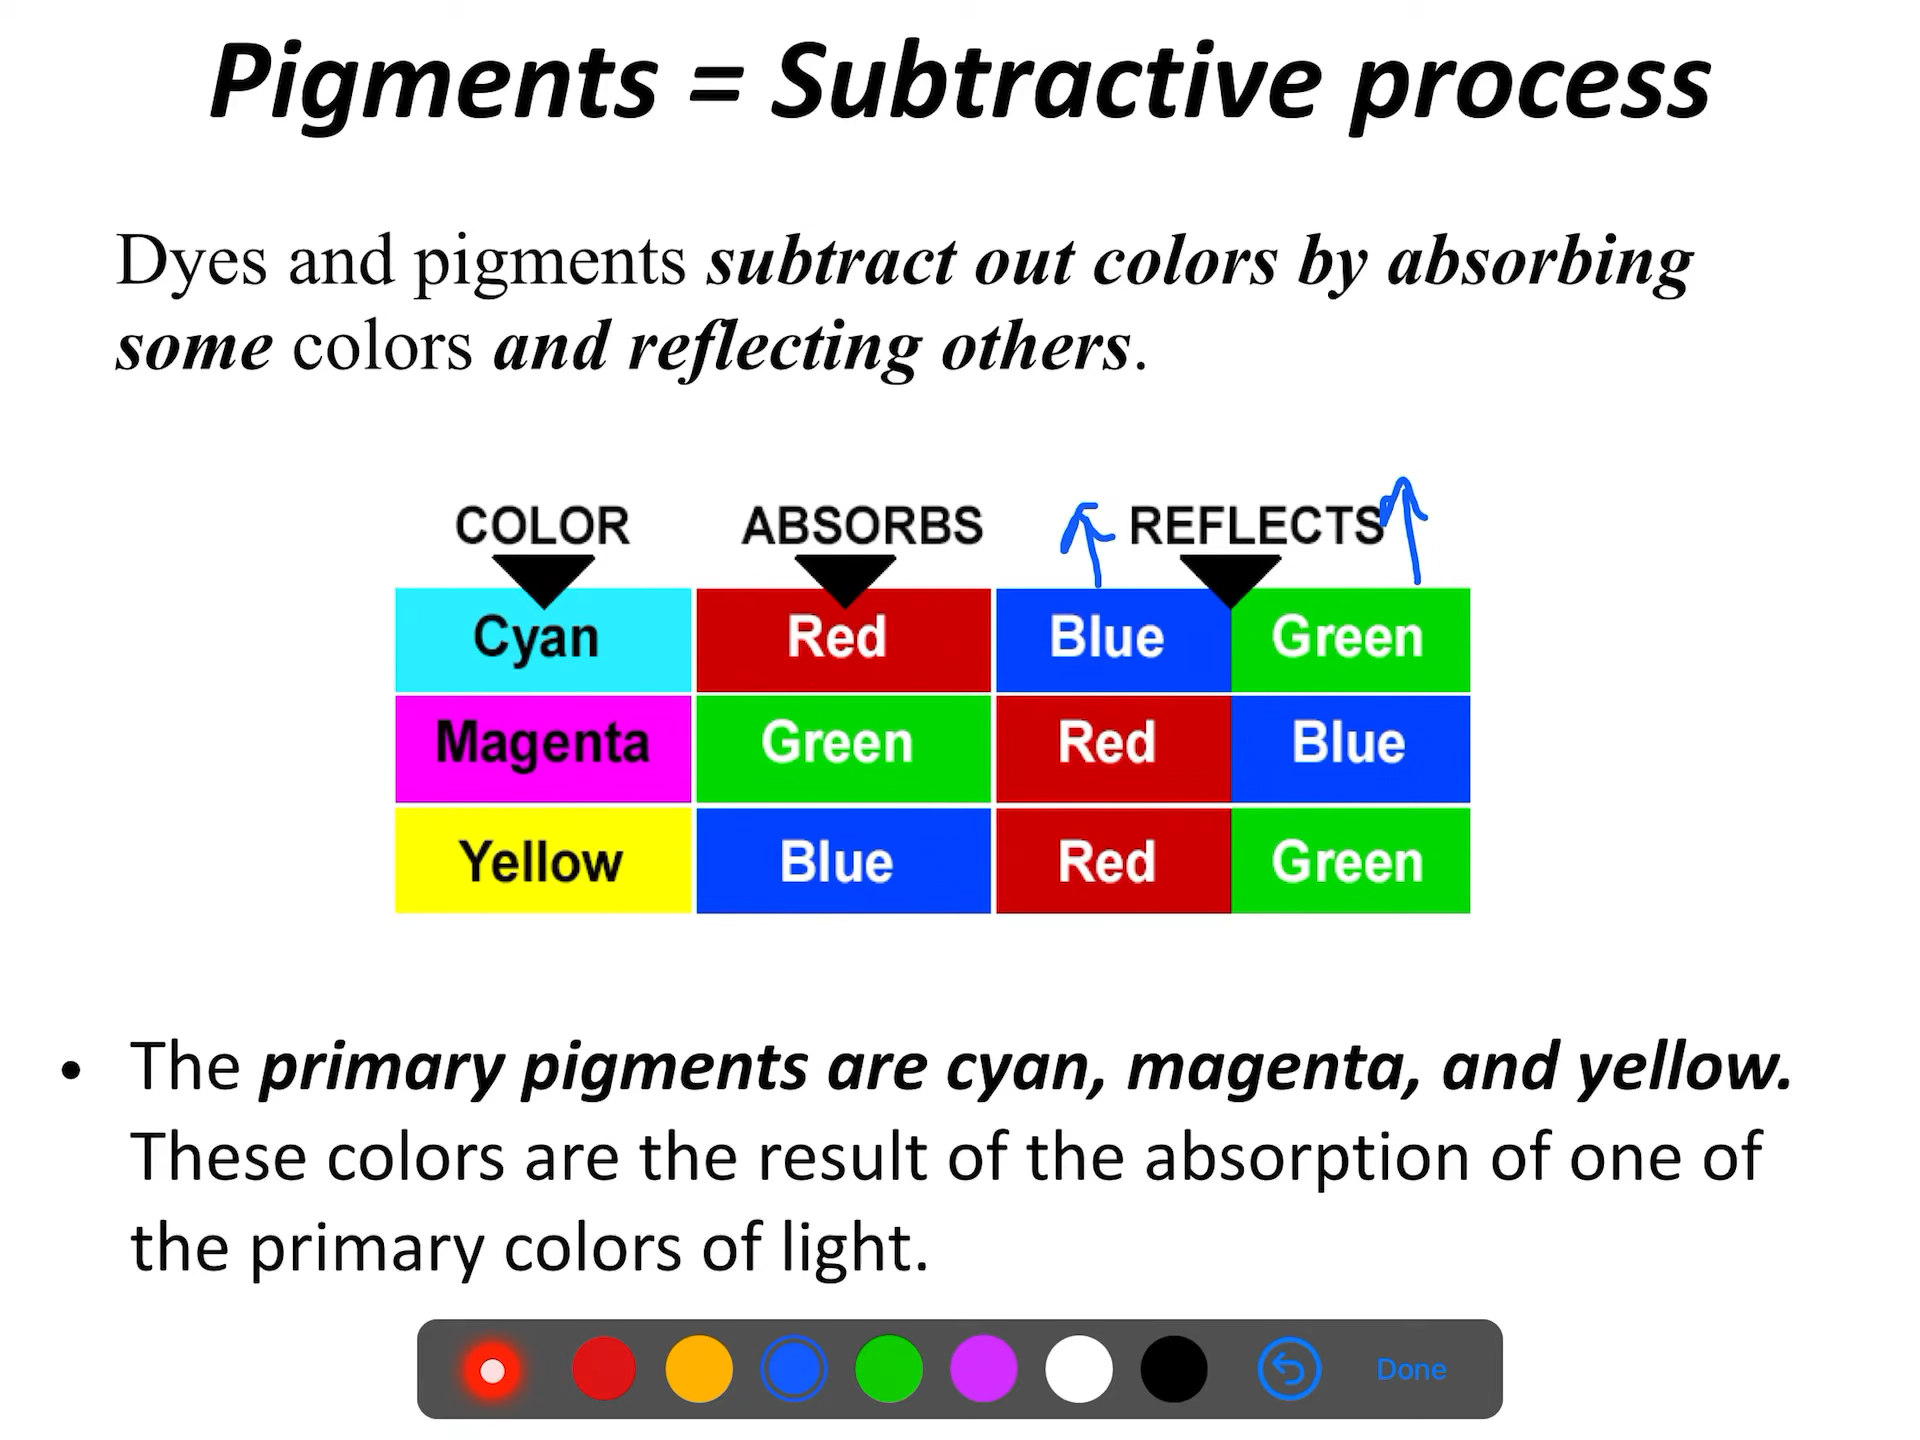 Pigments = Subtractive process
Dyes and pigments subtract out colors by absorbing
some colors and reflecting others.
COLOR ABSORBS REFLECTS
Cyan Red Blue Green
Magenta Green Red Blue
Yellow Blue Red Green
• The primary pigments are cyan, magenta, and yellow.
These colors are the result of the absorption of one of
the primary colors of light.
Done